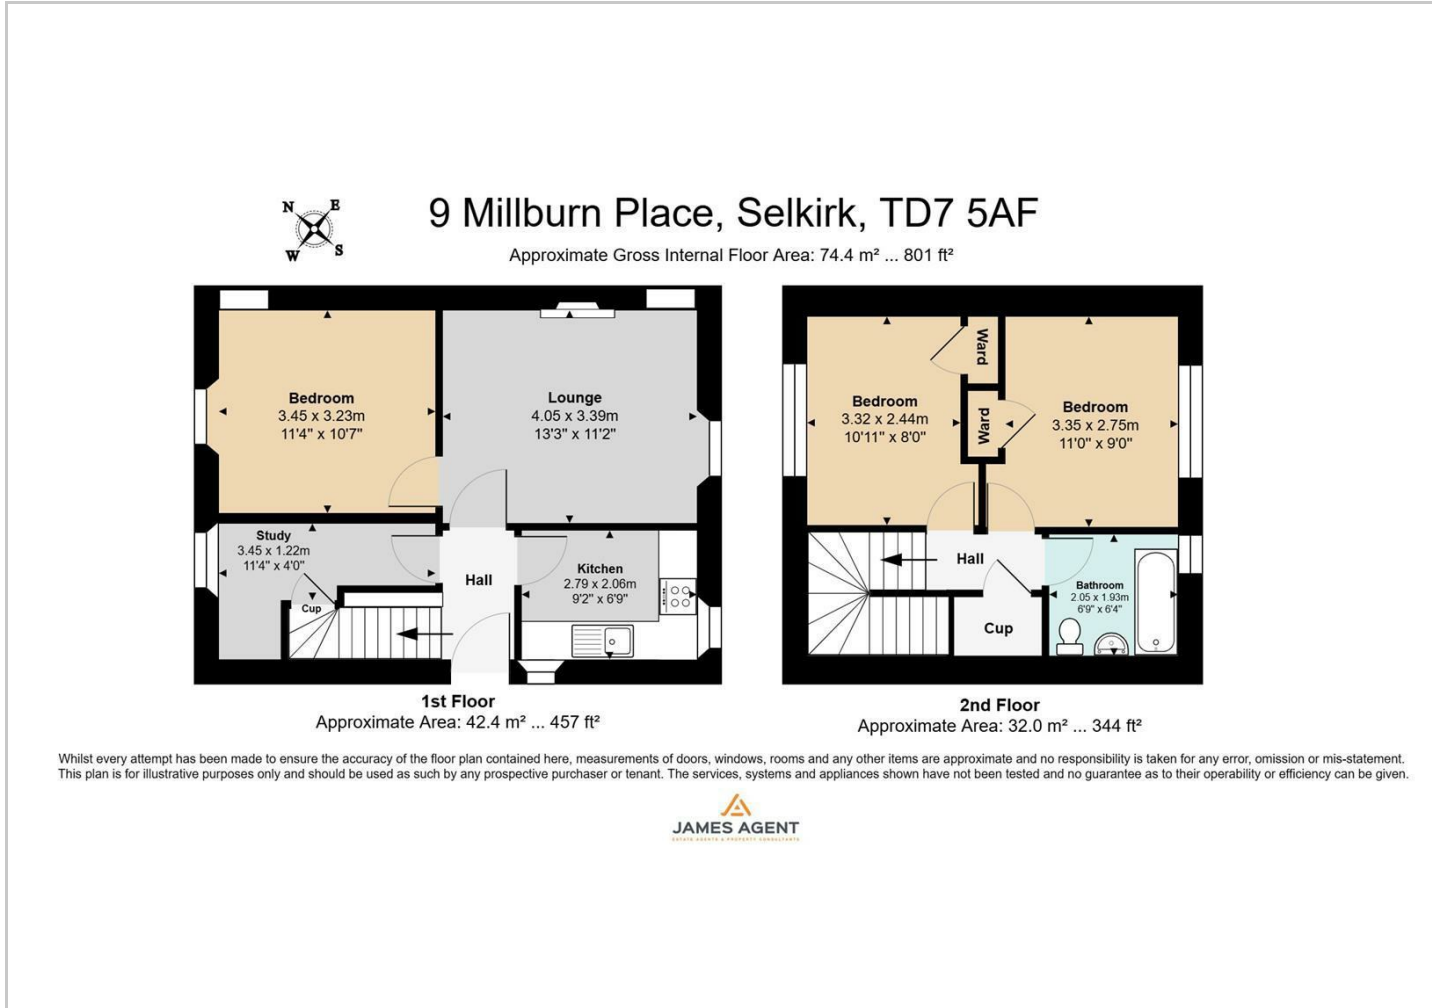 N E
W S
9 Millburn Place, Selkirk, TD7 5AF
Approximate Gross Internal Floor Area: 74.4 m² ... 801 ft²
Bedroom
3.45 x 3.23m
11'4" x 10'7"
Lounge
4.05 x 3.39m
13'3" x 11'2"
Study
3.45 x 1.22m
11'4" x 4'0"
Cup
Hall
Kitchen
2.79 x 2.06m
9'2" x 6'9"
1st Floor
Approximate Area: 42.4 m² ... 457 ft²
Bedroom
3.32 x 2.44m
10'11" x 8'0"
Ward
Ward
Bedroom
3.35 x 2.75m
11'0" x 9'0"
Hall
Cup
Bathroom
2.05 x 1.93m
6'9" x 6'4"
2nd Floor
Approximate Area: 32.0 m² ... 344 ft²
Whilst every attempt has been made to ensure the accuracy of the floor plan contained here, measurements of doors, windows, rooms and any other items are approximate and no responsibility is taken for any error, omission or mis-statement.
This plan is for illustrative purposes only and should be used as such by any prospective purchaser or tenant. The services, systems and appliances shown have not been tested and no guarantee as to their operability or efficiency can be given.
JAMES AGENT
ESTATE AGENTS & PROPERTY CONSULTANTS